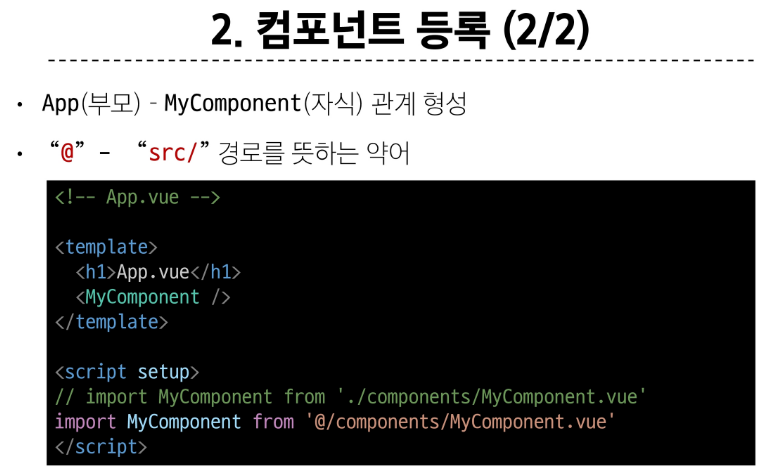 2. 컴포넌트 등록 (2/2)
• App(부모) - MyComponent(자식) 관계 형성
• “@” – “src/” 경로를 뜻하는 약어
<!-- App.vue -->
<template>
  <h1>App.vue</h1>
  <MyComponent />
</template>
<script setup>
// import MyComponent from './components/MyComponent.vue'
import MyComponent from '@/components/MyComponent.vue'
</script>